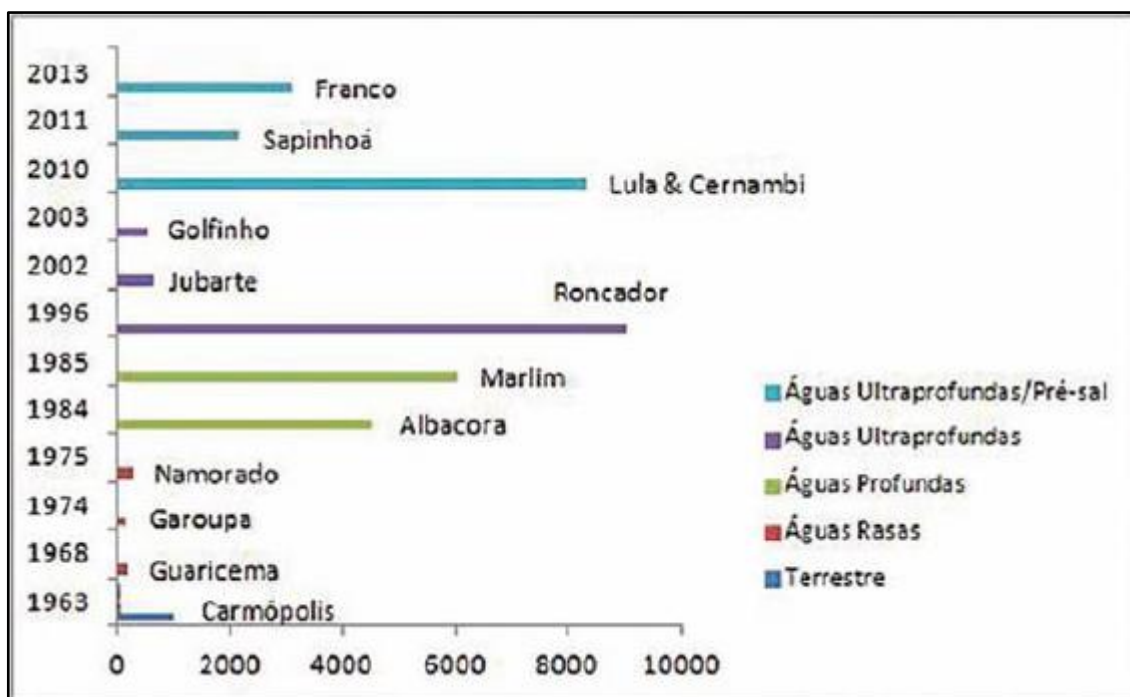 2013
Franco
2011
Sapinhoá
2010
Lula & Cernambi
2003
Golfinho
2002
Jubarte
Roncador
1996
1985
Marlim
1984
Albacora
1975
Namorado
1974
Garoupa
1968
Guaricema
1963
Carmópolis
0 2000 4000 6000 8000 10000
Águas Ultraprofundas/Pré-sal
Águas Ultraprofundas
Águas Profundas
Águas Rasas
Terrestre